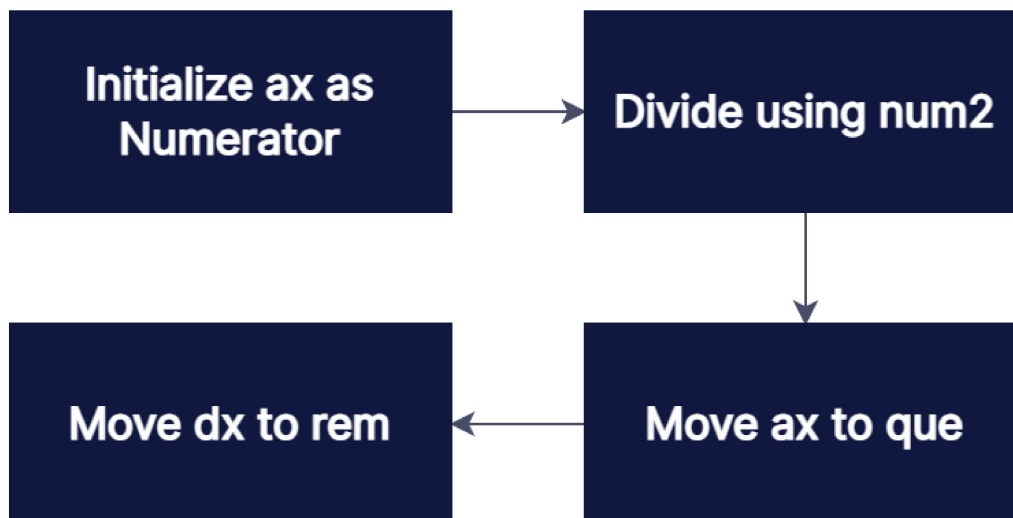 Initialize ax as
Numerator
Divide using num2
Move ax to que
Move dx to rem